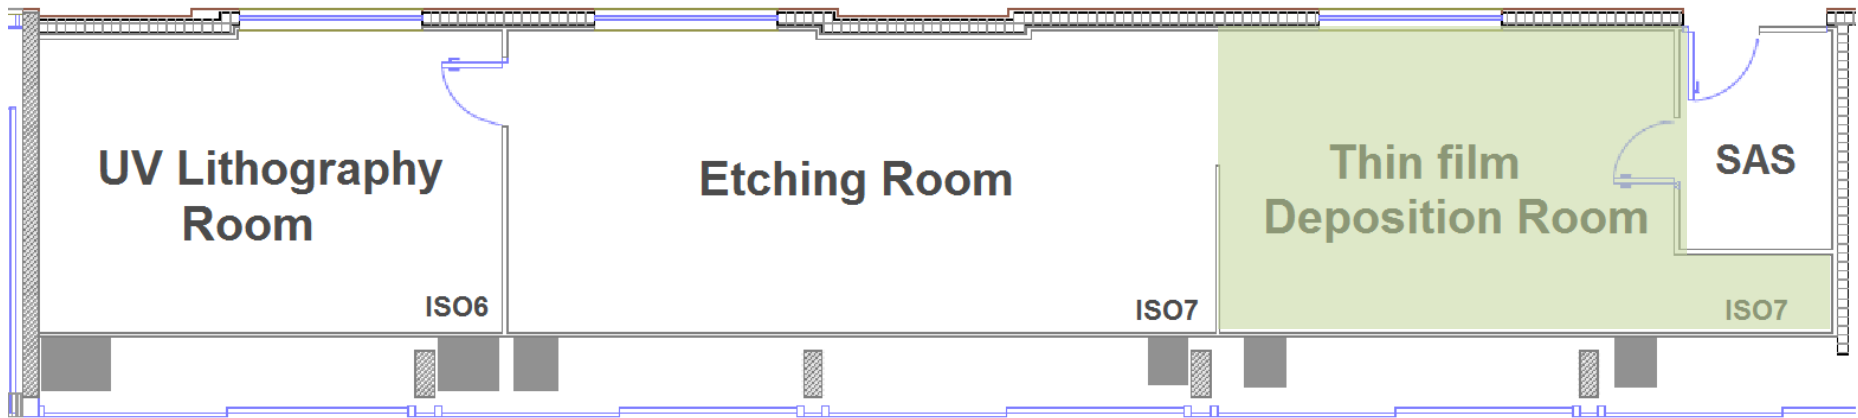 UV Lithography
Room
ISO6
Etching Room
ISO7
Thin film
Deposition Room
ISO7
SAS